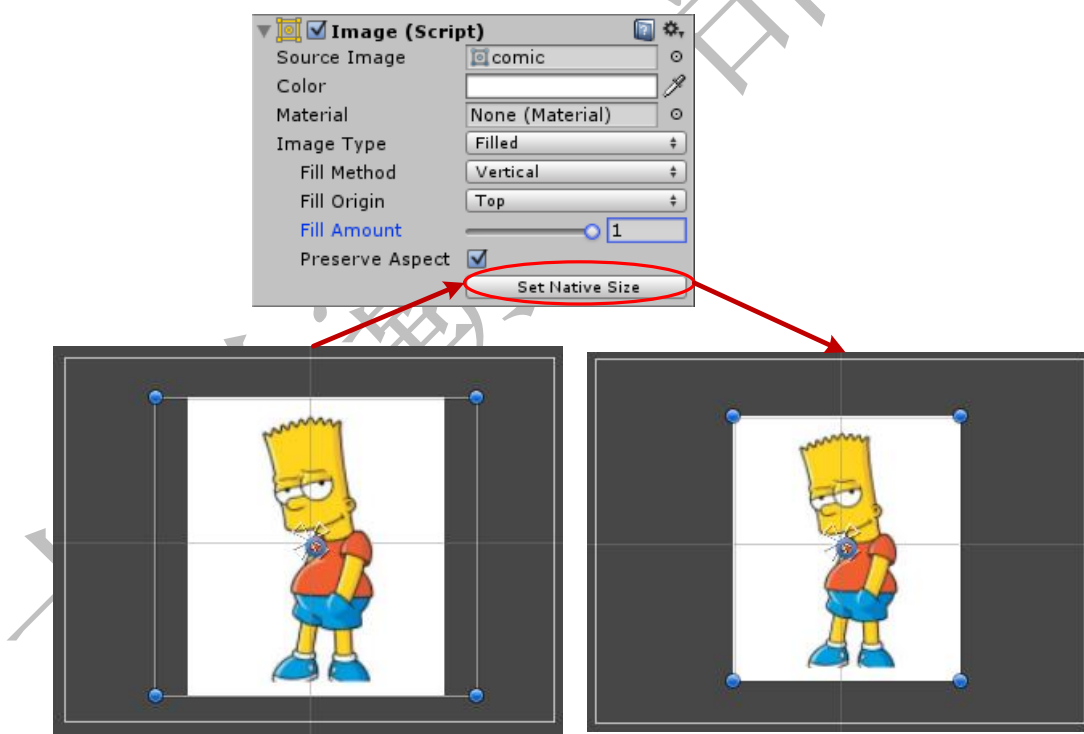 Image (Script)
Source Image comic
Color
Material None (Material)
Image Type Filled
Fill Method Vertical
Fill Origin Top
Fill Amount 1
Preserve Aspect
Set Native Size